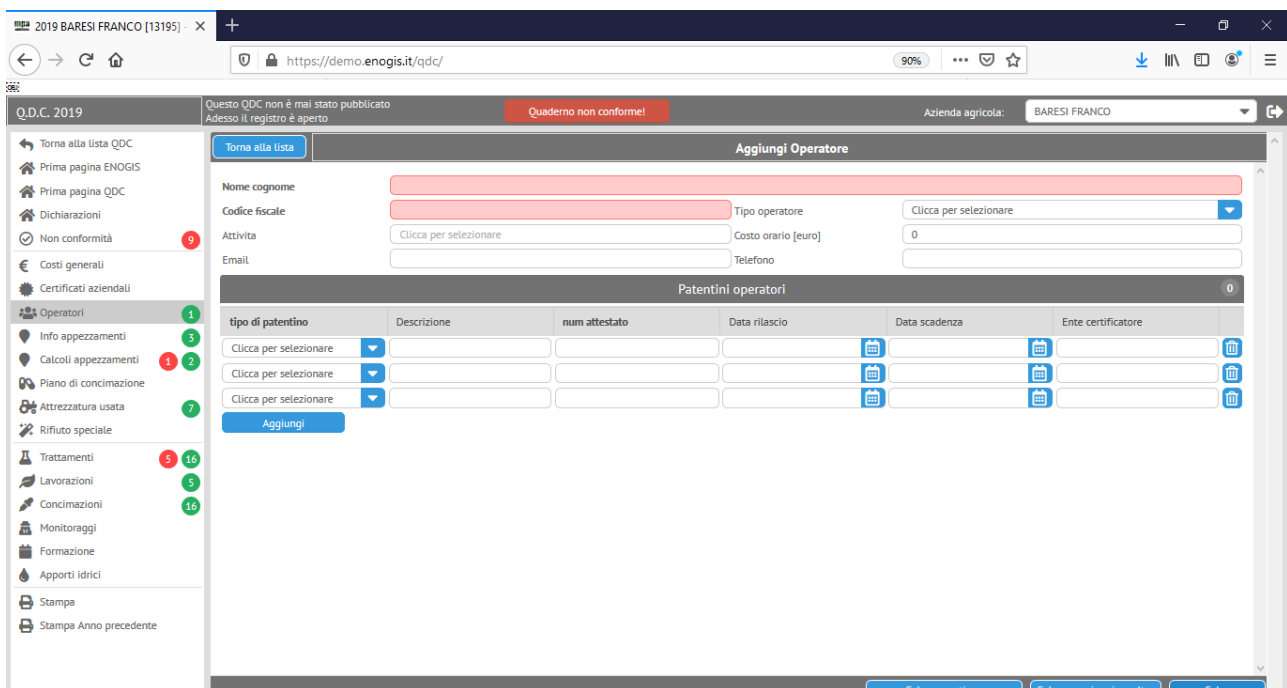 2019 BARESI FRANCO [13195] -
https://demo.enogis.it/qdc/
90%
Q.D.C. 2019
Questo QDC non è mai stato pubblicato
Adesso il registro è aperto
Quaderno non conforme!
Azienda agricola:
BARESI FRANCO
Torna alla lista QDC
Prima pagina ENOGIS
Prima pagina QDC
Dichiarazioni
Non conformità 9
Costi generali
Certificati aziendali
Operatori 1
Info appezzamenti 3
Calcoli appezzamenti 1 2
Piano di concimazione
Attrezzatura usata 7
Rifiuto speciale
Trattamenti 5 16
Lavorazioni 5
Concimazioni 16
Monitoraggi
Formazione
Apporti idrici
Stampa
Stampa Anno precedente
Torna alla lista
Aggiungi Operatore
Nome cognome
Codice fiscale
Tipo operatore Clicca per selezionare
Attivita Clicca per selezionare
Costo orario [euro] 0
Email
Telefono
Patentini operatori 0
tipo di patentino Descrizione num attestato Data rilascio Data scadenza Ente certificatore
Clicca per selezionare
Clicca per selezionare
Clicca per selezionare
Aggiungi